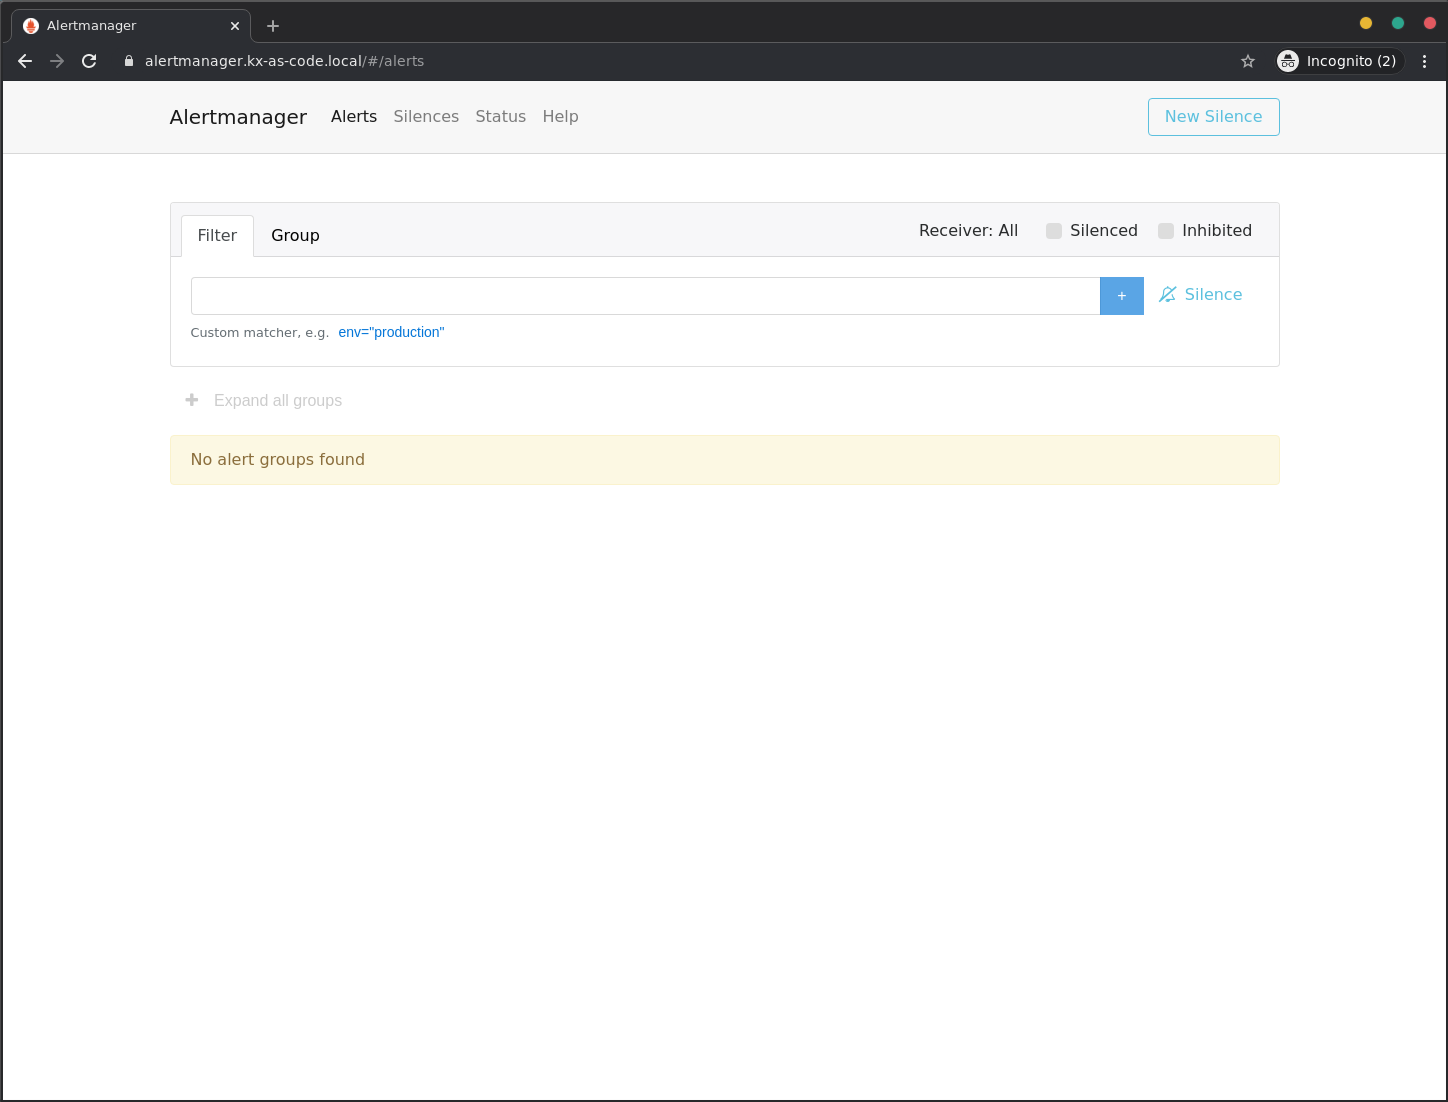 Alertmanager
alertmanager.kx-as-code.local/#/alerts Incognito (2)
Alertmanager Alerts Silences Status Help New Silence
Filter Group Receiver: All Silenced Inhibited
+ Silence
Custom matcher, e.g. env="production"
Expand all groups
No alert groups found